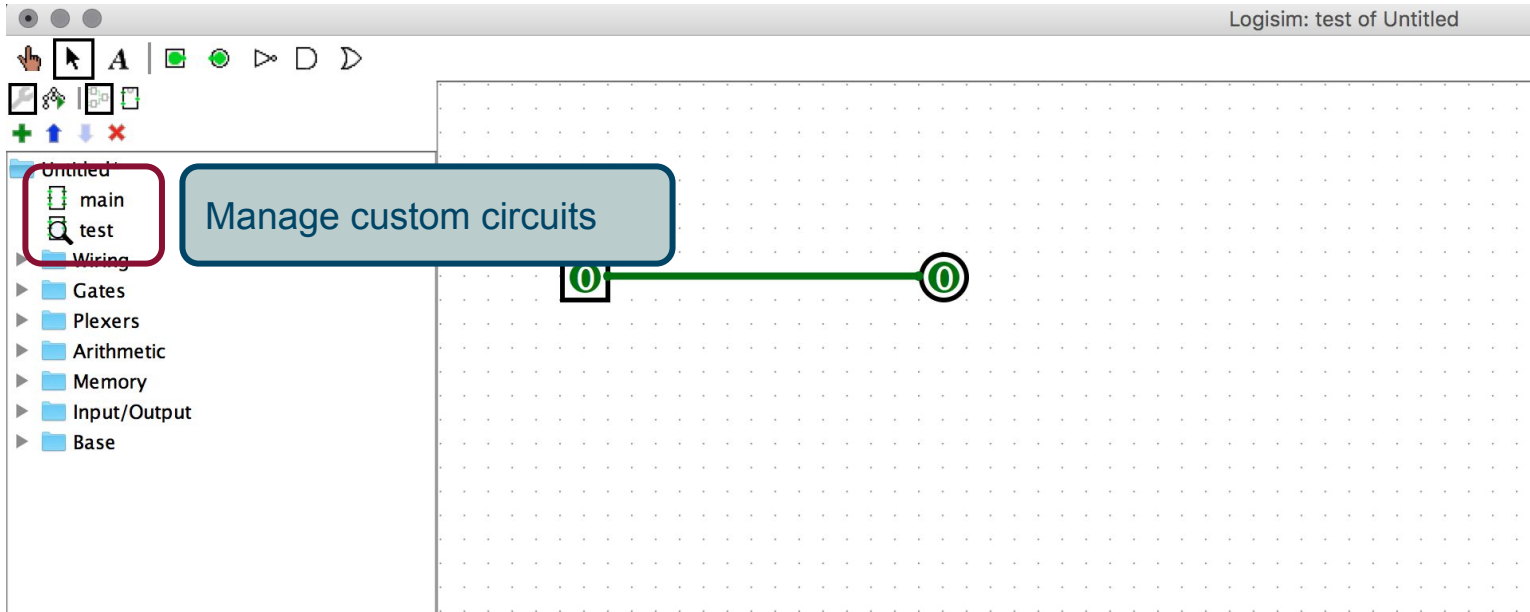 Logisim: test of Untitled
A
Untitled
main
test
Manage custom circuits
Wiring
Gates
Plexers
Arithmetic
Memory
Input/Output
Base
0
0